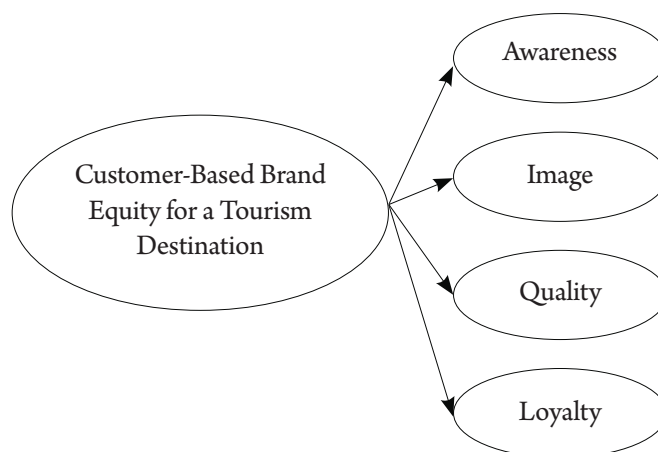 Customer-Based Brand
Equity for a Tourism
Destination
Awareness
Image
Quality
Loyalty